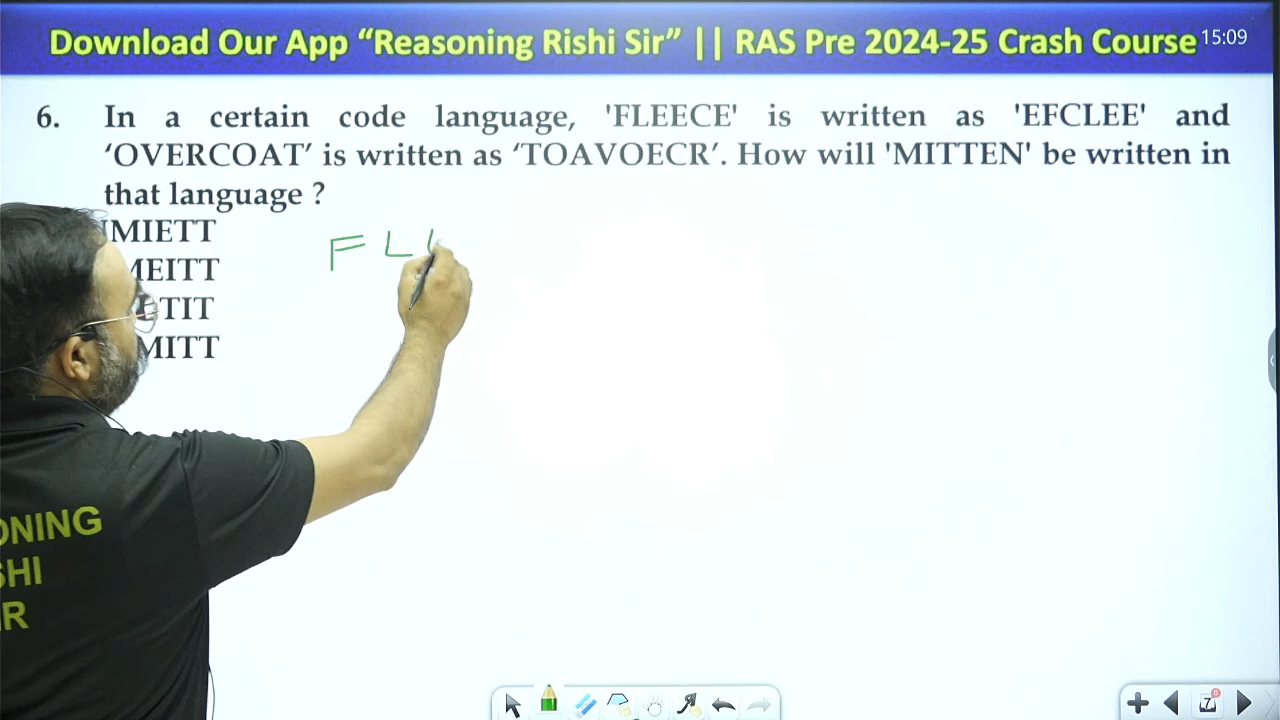 Download Our App “Reasoning Rishi Sir” || RAS Pre 2024-25 Crash Course 15:09
6. In a certain code language, 'FLEECE' is written as 'EFCLEE' and
‘OVERCOAT’ is written as ‘TOAVOECR’. How will 'MITTEN' be written in
that language ?
MIETT
MEITT
TIT
MITT
F L
ONING
SHI
IR
7